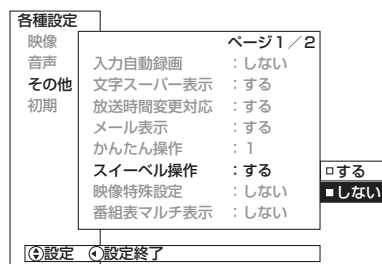 各種設定
映像
音声
その他
初期
ページ1/2
入力自動録画 :しない
文字スーパー表示 :する
放送時間変更対応 :する
メール表示 :する
かんたん操作 :1
スイーベル操作 :する
映像特殊設定 :しない
番組表マルチ表示 :しない
する
しない
設定 設定終了